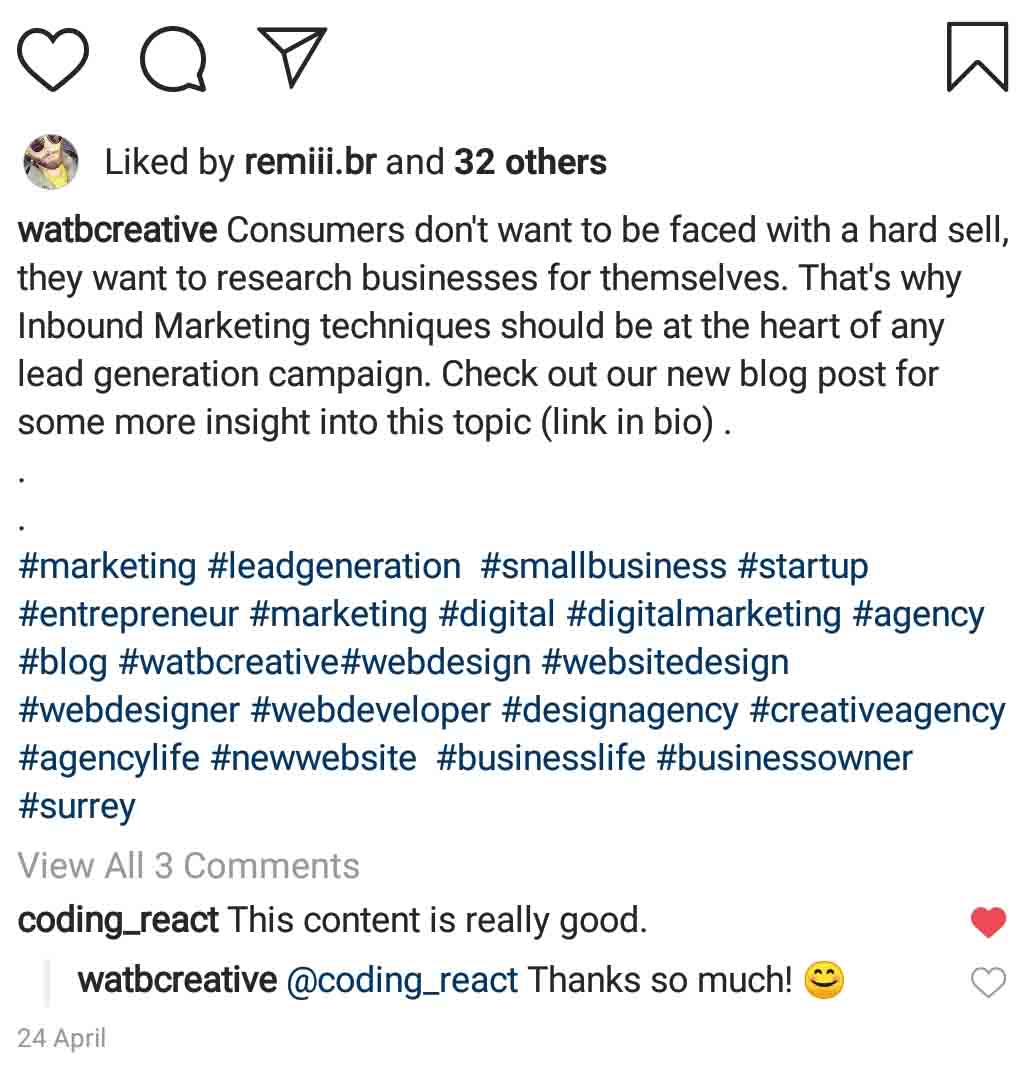 Liked by remiii.br and 32 others
watbcreative Consumers don't want to be faced with a hard sell,
they want to research businesses for themselves. That's why
Inbound Marketing techniques should be at the heart of any
lead generation campaign. Check out our new blog post for
some more insight into this topic (link in bio) .
.
.
#marketing #leadgeneration  #smallbusiness #startup
#entrepreneur #marketing #digital #digitalmarketing #agency
#blog #watbcreative#webdesign #websitedesign
#webdesigner #webdeveloper #designagency #creativeagency
#agencylife #newwebsite  #businesslife #businessowner
#surrey
View All 3 Comments
coding_react This content is really good.
watbcreative @coding_react Thanks so much! 😊
24 April